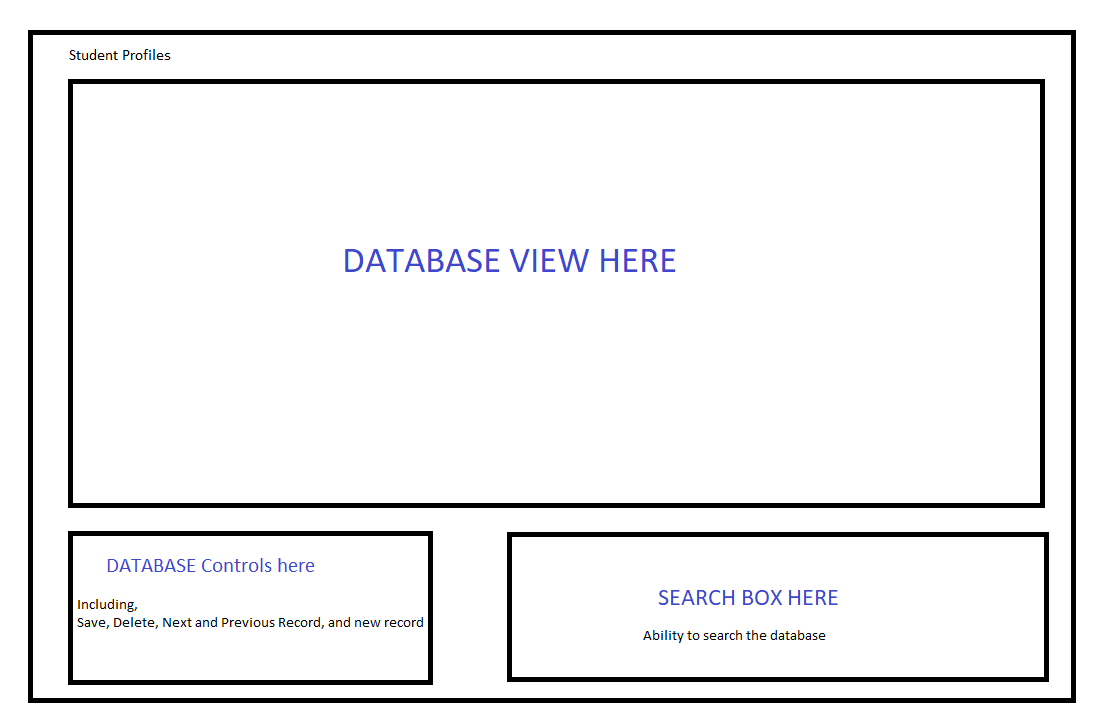 Student Profiles
DATABASE VIEW HERE
DATABASE Controls here
Including,
Save, Delete, Next and Previous Record, and new record
SEARCH BOX HERE
Ability to search the database